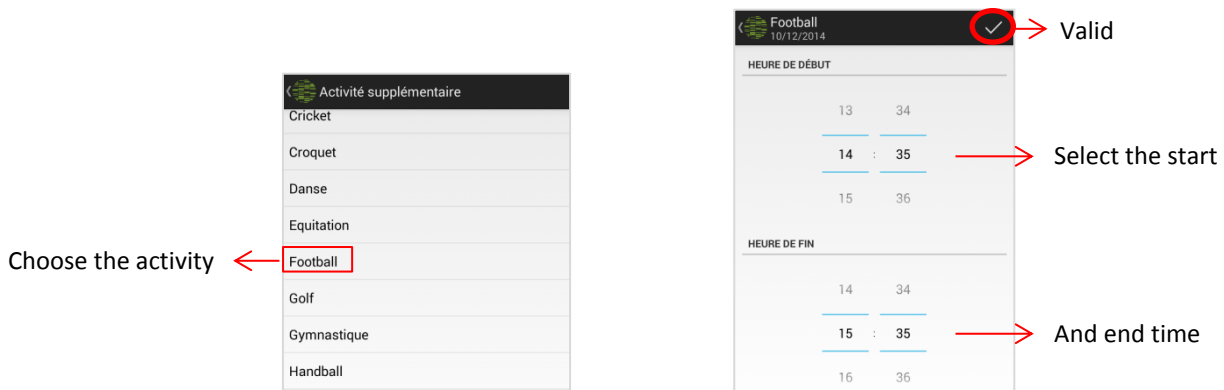 Choose the activity
Activité supplémentaire
Cricket
Croquet
Danse
Equitation
Football
Golf
Gymnastique
Handball
Football
10/12/2014
Valid
HEURE DE DÉBUT
13 34
14 : 35
15 36
Select the start
HEURE DE FIN
14 34
15 : 35
16 36
And end time